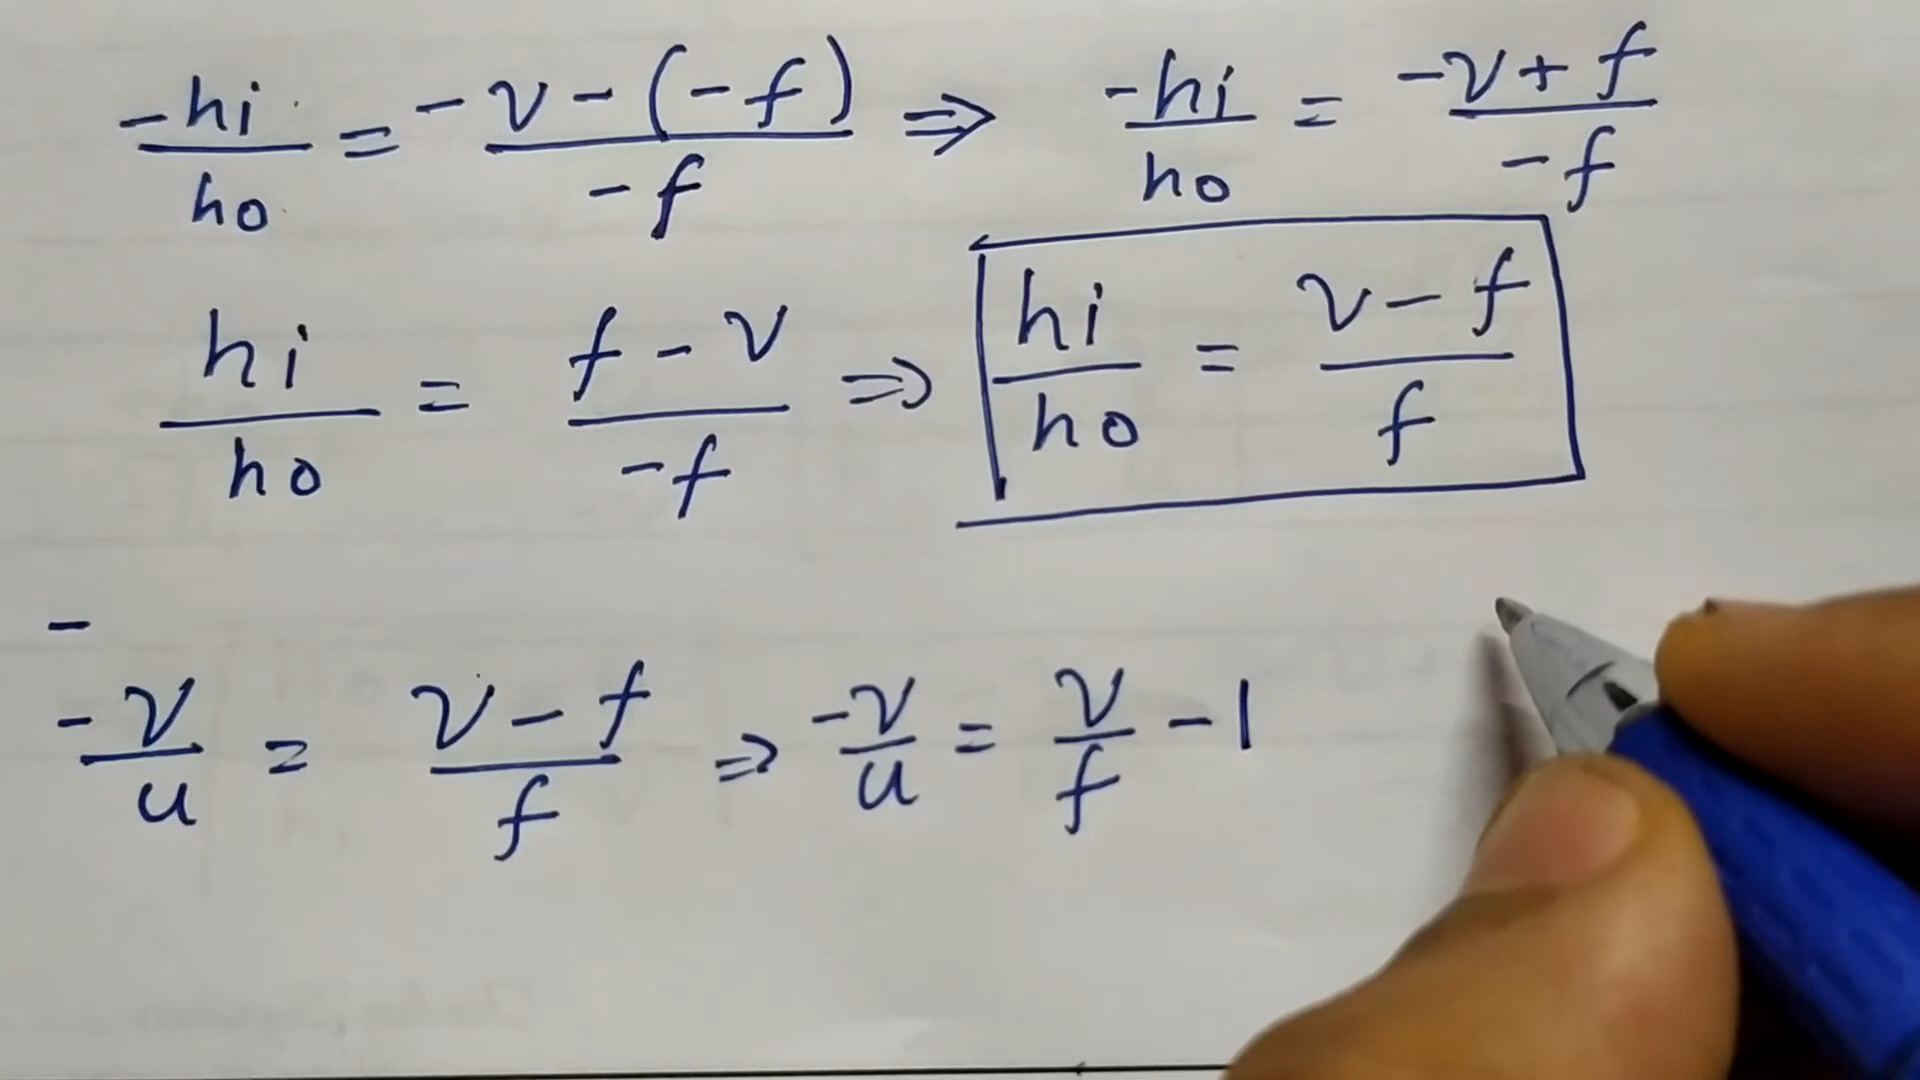 -hi/ho = -v-(-f)/-f ⇒ -hi/ho = -v+f/-f
hi/ho = f-v/-f ⇒ hi/ho = v-f/f
-
-v/u = v-f/f ⇒ -v/u = v/f -1